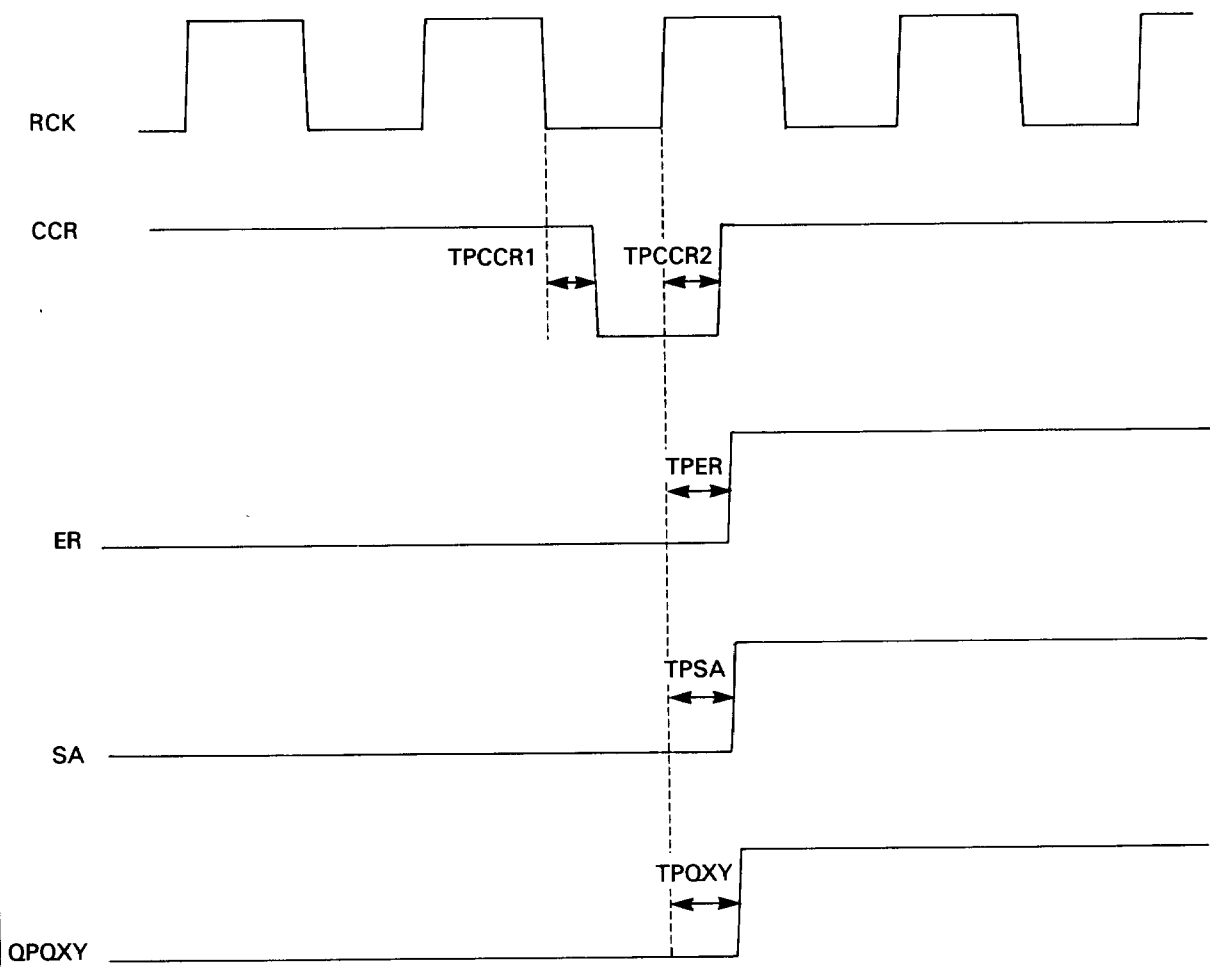 RCK
CCR
TPCCR1
TPCCR2
TPER
ER
TPSA
SA
TPQXY
QPQXY